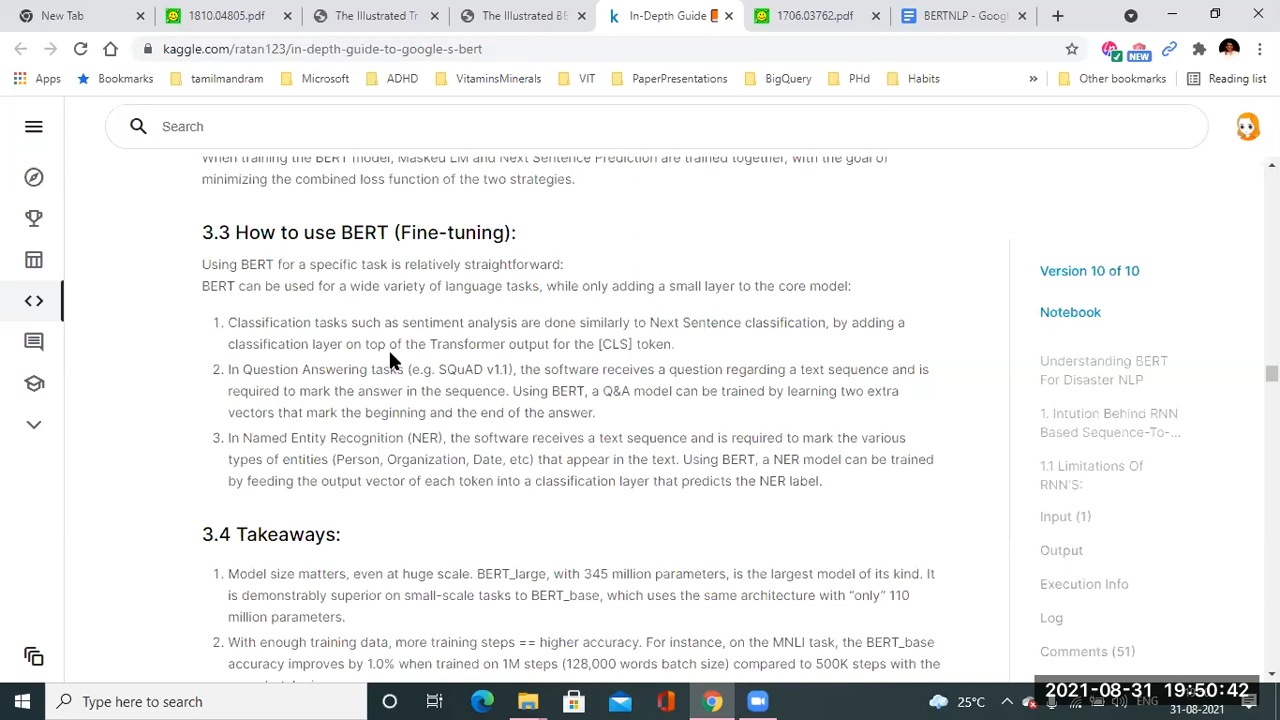 New Tab
1810.04805.pdf
The Illustrated Tr
The Illustrated BE
In-Depth Guide
1706.03762.pdf
BERTNLP - Goog
kaggle.com/ratan123/in-depth-guide-to-google-s-bert
NEW
Apps Bookmarks tamilmandram Microsoft ADHD VitaminsMinerals VIT PaperPresentations BigQuery PHd Habits » Other bookmarks Reading list
Search
When training the BERT model, Masked LM and Next Sentence Prediction are trained together, with the goal of
minimizing the combined loss function of the two strategies.
3.3 How to use BERT (Fine-tuning):
Using BERT for a specific task is relatively straightforward:
BERT can be used for a wide variety of language tasks, while only adding a small layer to the core model:
1. Classification tasks such as sentiment analysis are done similarly to Next Sentence classification, by adding a
classification layer on top of the Transformer output for the [CLS] token.
2. In Question Answering tasks (e.g. SQuAD v1.1), the software receives a question regarding a text sequence and is
required to mark the answer in the sequence. Using BERT, a Q&A model can be trained by learning two extra
vectors that mark the beginning and the end of the answer.
3. In Named Entity Recognition (NER), the software receives a text sequence and is required to mark the various
types of entities (Person, Organization, Date, etc) that appear in the text. Using BERT, a NER model can be trained
by feeding the output vector of each token into a classification layer that predicts the NER label.
3.4 Takeaways:
1. Model size matters, even at huge scale. BERT_large, with 345 million parameters, is the largest model of its kind. It
is demonstrably superior on small-scale tasks to BERT_base, which uses the same architecture with “only” 110
million parameters.
2. With enough training data, more training steps == higher accuracy. For instance, on the MNLI task, the BERT_base
accuracy improves by 1.0% when trained on 1M steps (128,000 words batch size) compared to 500K steps with the
Version 10 of 10
Notebook
Understanding BERT
For Disaster NLP
1. Intution Behind RNN
Based Sequence-To-...
1.1 Limitations Of
RNN'S:
Input (1)
Output
Execution Info
Log
Comments (51)
Type here to search
25°C
ENG
2021-08-31 19:50:42
31-08-2021